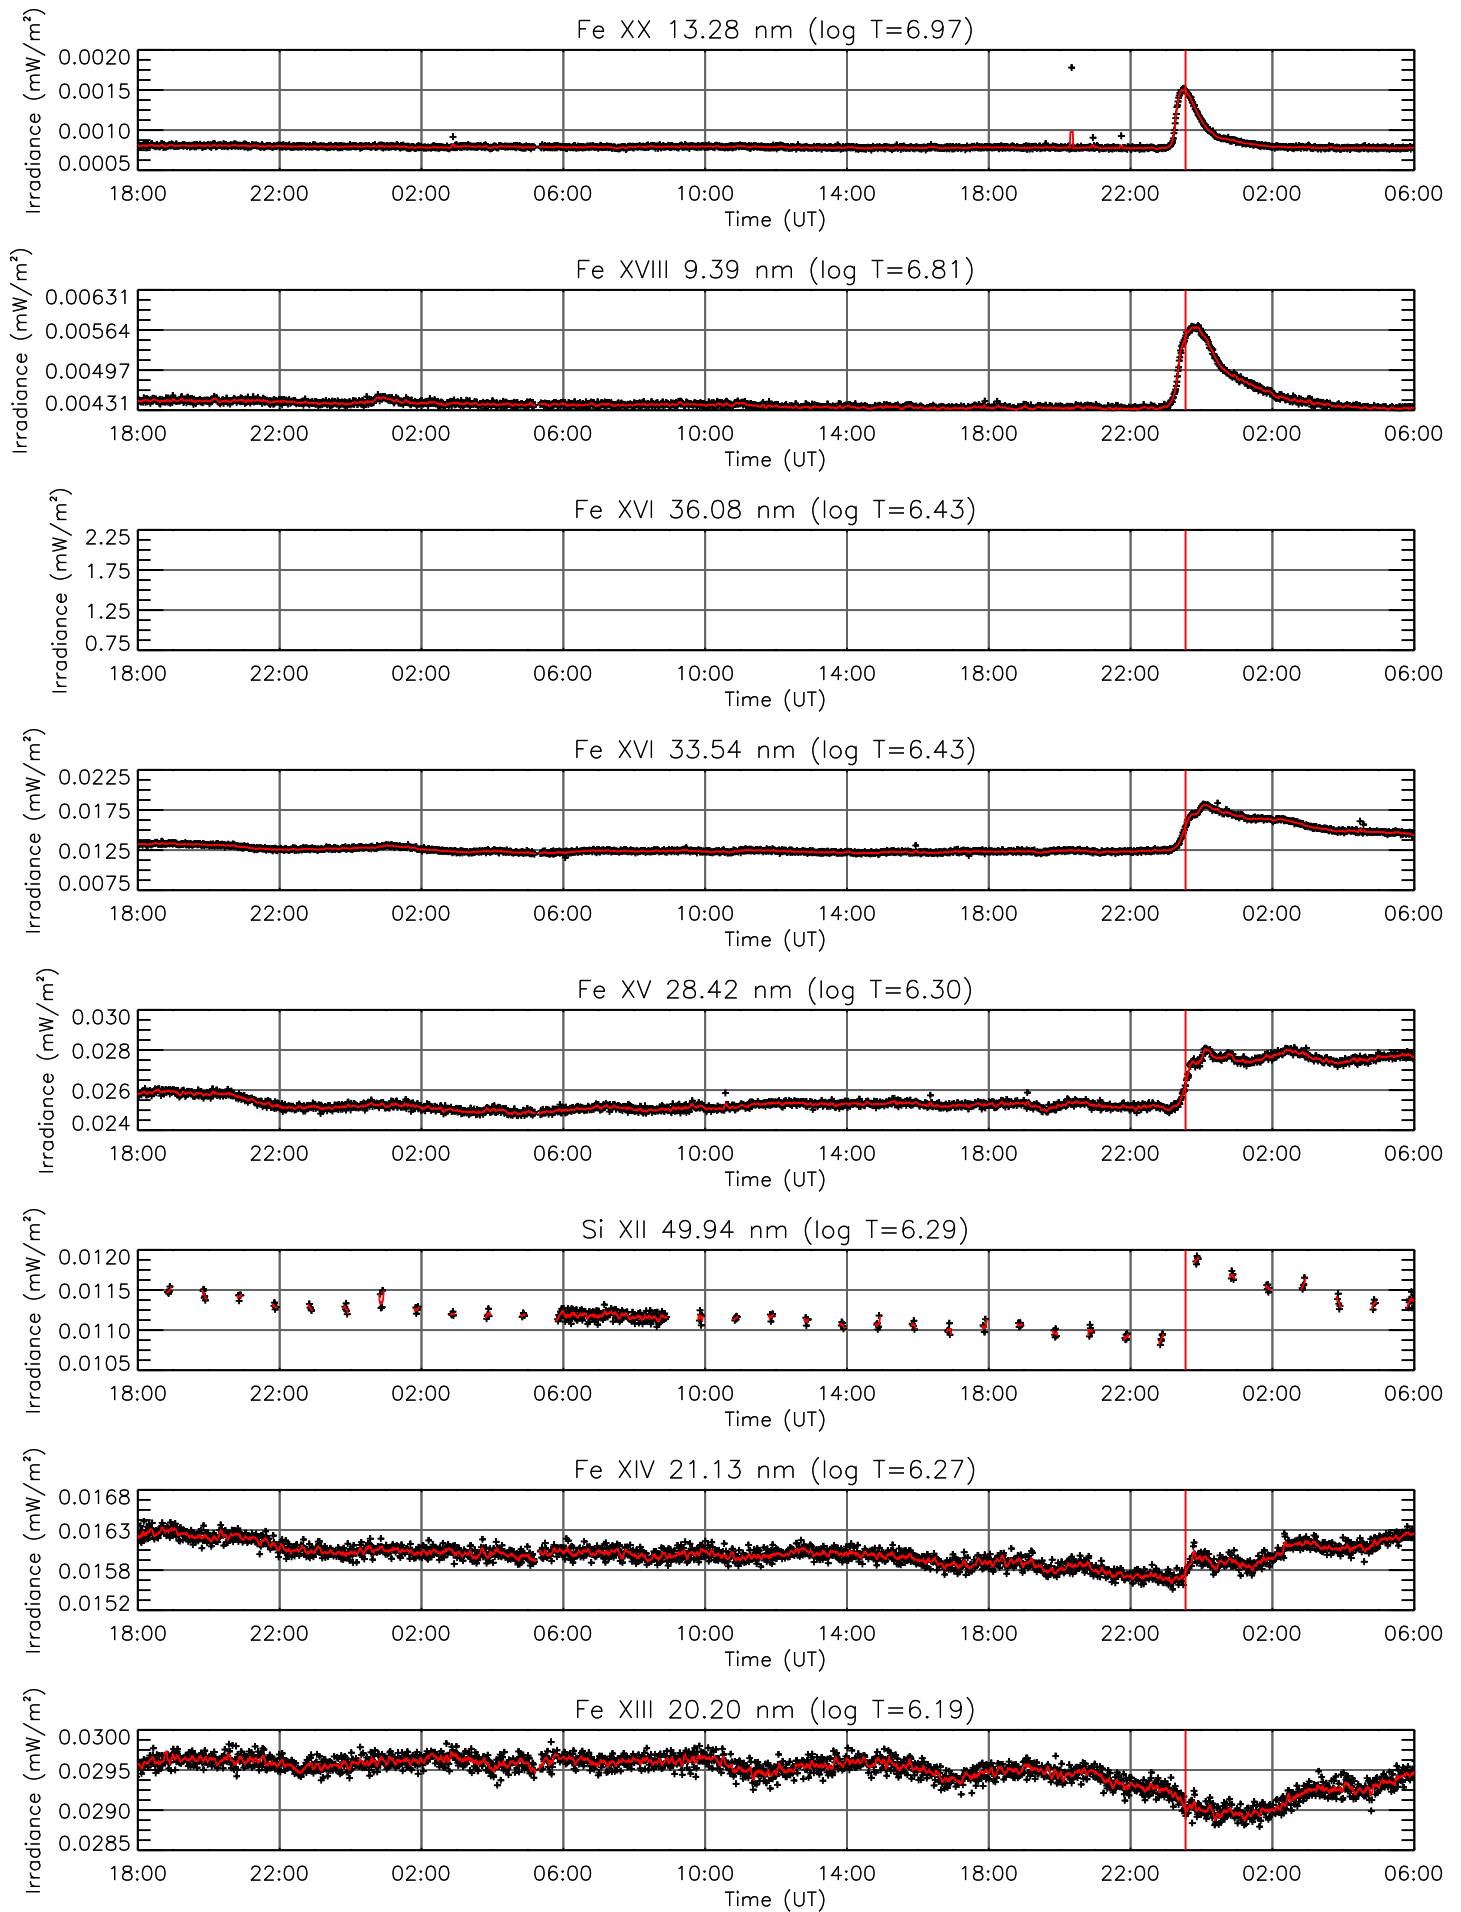 Fe XX 13.28 nm (log T=6.97)
Irradiance (mW/m²)
0.0020
0.0015
0.0010
0.0005
18:00 22:00 02:00 06:00 10:00 14:00 18:00 22:00 02:00 06:00
Time (UT)
Fe XVIII 9.39 nm (log T=6.81)
Irradiance (mW/m²)
0.00631
0.00564
0.00497
0.00431
18:00 22:00 02:00 06:00 10:00 14:00 18:00 22:00 02:00 06:00
Time (UT)
Fe XVI 36.08 nm (log T=6.43)
Irradiance (mW/m²)
2.25
1.75
1.25
0.75
18:00 22:00 02:00 06:00 10:00 14:00 18:00 22:00 02:00 06:00
Time (UT)
Fe XVI 33.54 nm (log T=6.43)
Irradiance (mW/m²)
0.0225
0.0175
0.0125
0.0075
18:00 22:00 02:00 06:00 10:00 14:00 18:00 22:00 02:00 06:00
Time (UT)
Fe XV 28.42 nm (log T=6.30)
Irradiance (mW/m²)
0.030
0.028
0.026
0.024
18:00 22:00 02:00 06:00 10:00 14:00 18:00 22:00 02:00 06:00
Time (UT)
Si XII 49.94 nm (log T=6.29)
Irradiance (mW/m²)
0.0120
0.0115
0.0110
0.0105
18:00 22:00 02:00 06:00 10:00 14:00 18:00 22:00 02:00 06:00
Time (UT)
Fe XIV 21.13 nm (log T=6.27)
Irradiance (mW/m²)
0.0168
0.0163
0.0158
0.0152
18:00 22:00 02:00 06:00 10:00 14:00 18:00 22:00 02:00 06:00
Time (UT)
Fe XIII 20.20 nm (log T=6.19)
Irradiance (mW/m²)
0.0300
0.0295
0.0290
0.0285
18:00 22:00 02:00 06:00 10:00 14:00 18:00 22:00 02:00 06:00
Time (UT)